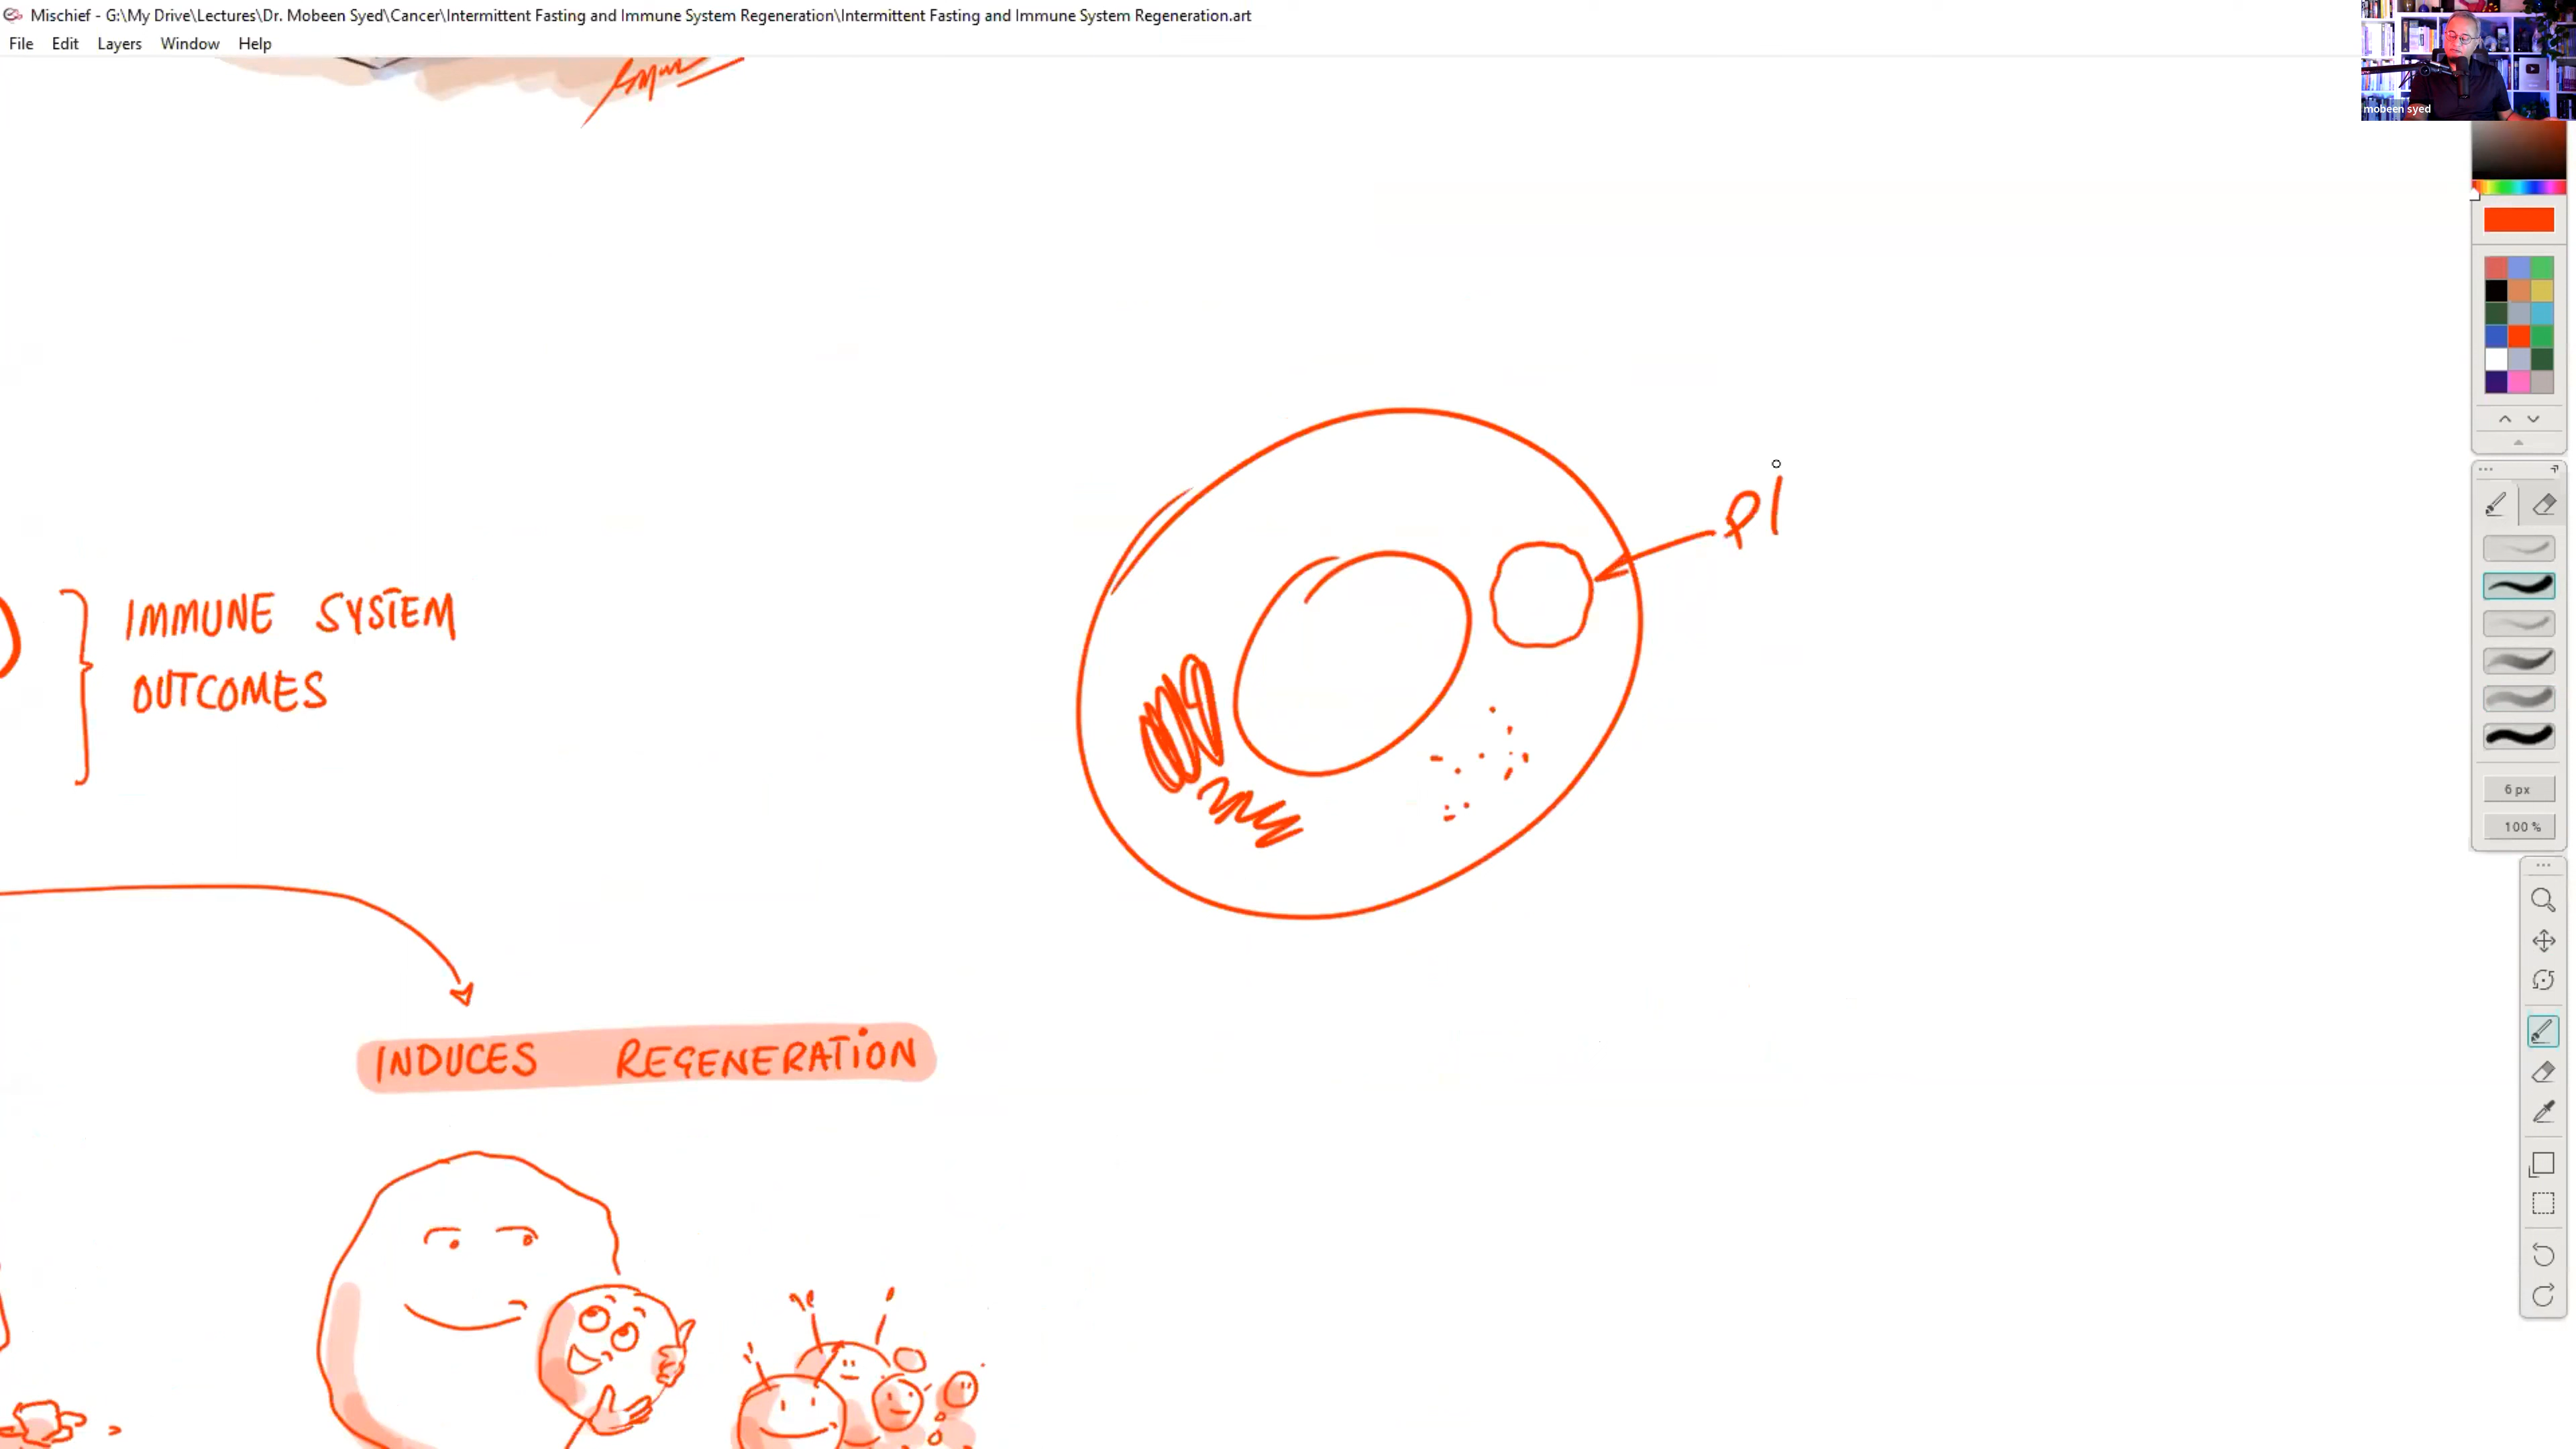 Mischief - G:\My Drive\Lectures\Dr. Mobeen Syed\Cancer\Intermittent Fasting and Immune System Regeneration\Intermittent Fasting and Immune System Regeneration.art
File Edit Layers Window Help
mobeen syed
Pl
IMMUNE SYSTEM
OUTCOMES
6 px
100 %
INDUCES REGENERATION